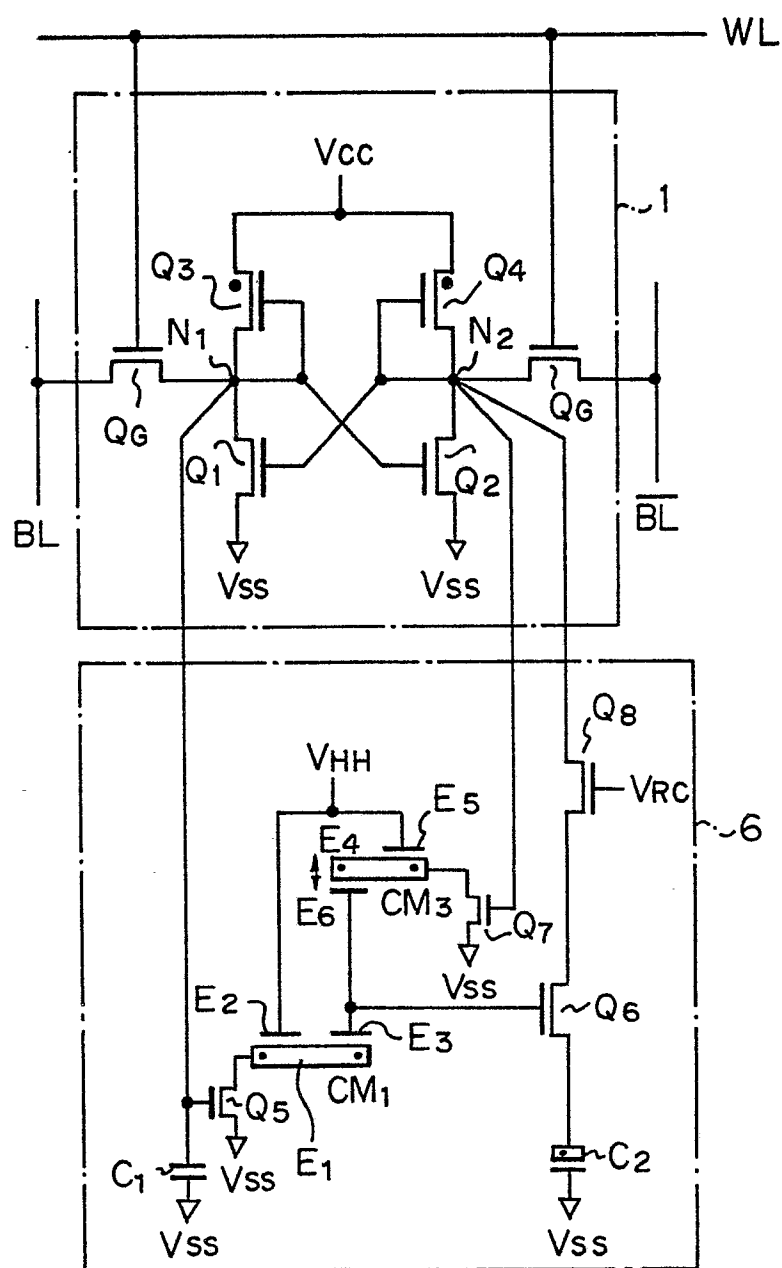 WL
Vcc
1
Q3
Q4
N1
N2
QG
QG
Q1
Q2
BL
B̅L̅
Vss
Vss
Q8
VHH
VRC
E5
6
E4
E6
CM3
Q7
Vss
E2
E3
Q6
CM1
Q5
C1
Vss
E1
C2
Vss
Vss